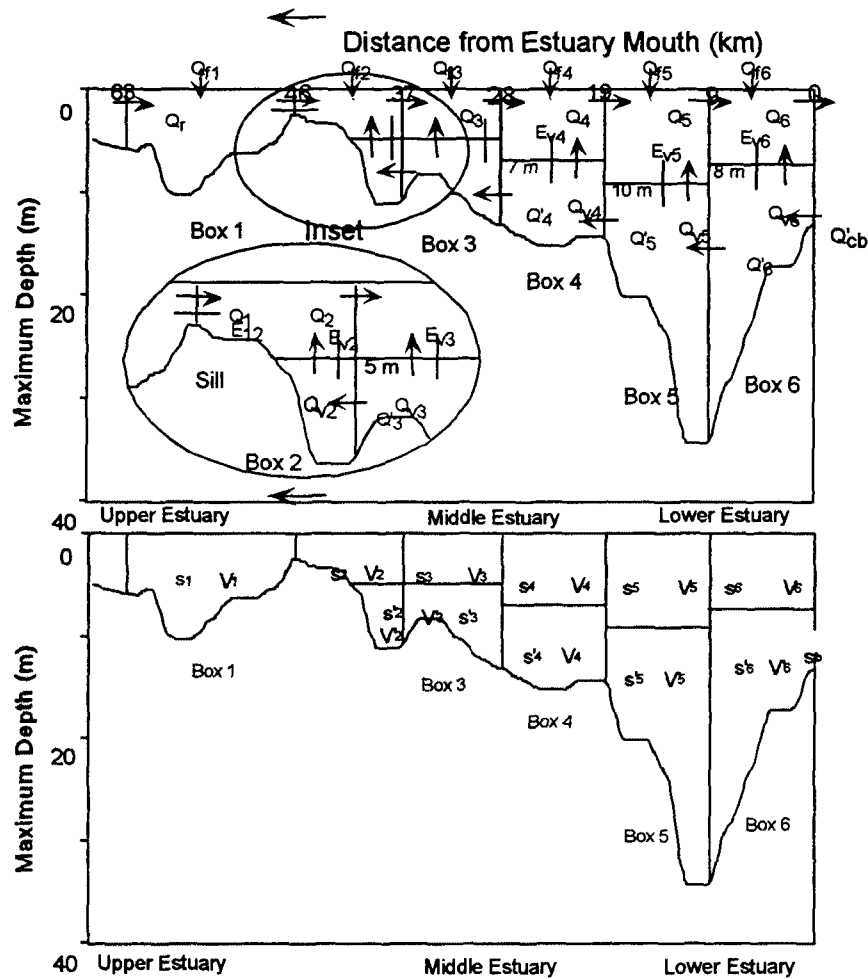 Distance from Estuary Mouth (km)
Qf1 Qf2 Qf3 Qf4 Qf5 Qf6
63 46 37 28 19 9 0
0
Qr Q3 Q4 Q5 Q6
Ev4 Ev5 Ev6
7 m 10 m 8 m
Q'4 Qv4 Q'5 Qv5 Qv6 Q'6 Q'cb
Box 1
Inset
Box 3
Box 4
Box 5
Box 6
20
Q1 Q2
E12 Ev2 Ev3
5 m
Sill
Qv2 Q'3 Qv3
Box 2
Maximum Depth (m)
40
Upper Estuary Middle Estuary Lower Estuary
0
s1 V1 s2 V2 s3 V3 s4 V4 s5 V5 s6 V6
s'2 V'2 V'3 s'3
s'4 V'4 s'5 V'5 s'6 V'6
Box 1
Box 3
Box 4
Box 5
Box 6
20
Maximum Depth (m)
40
Upper Estuary Middle Estuary Lower Estuary